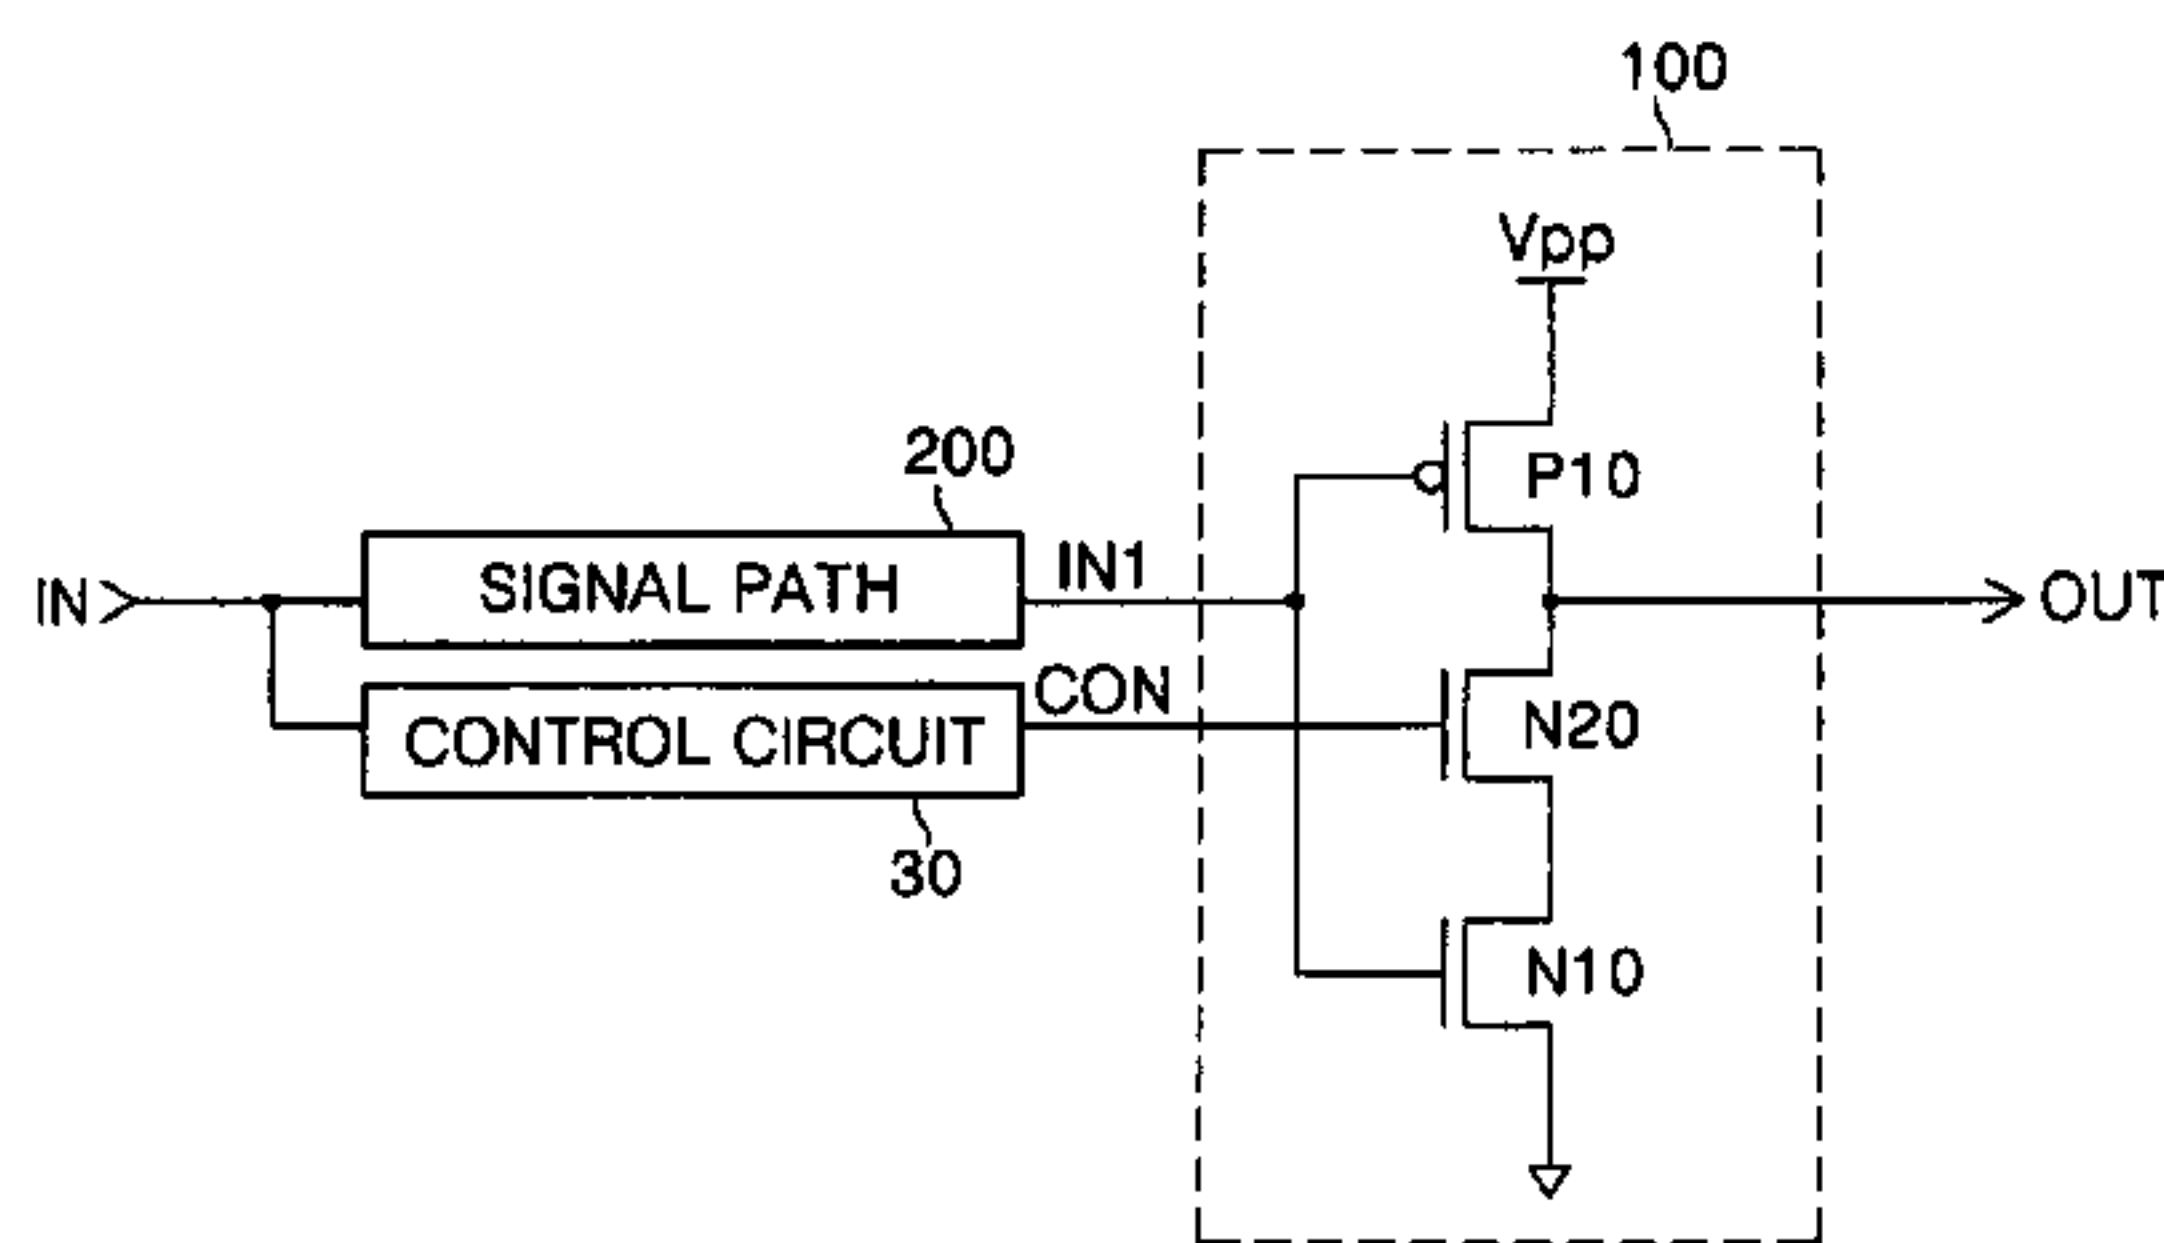 100
Vpp
P10
200
SIGNAL PATH
IN1
IN
OUT
CON
CONTROL CIRCUIT
N20
30
N10